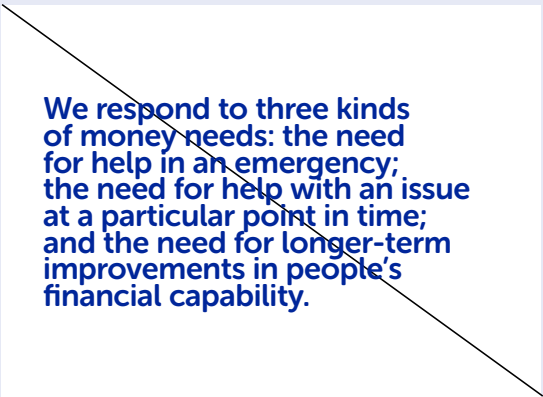 We respond to three kinds
of money needs: the need
for help in an emergency;
the need for help with an issue
at a particular point in time;
and the need for longer-term
improvements in people’s
financial capability.